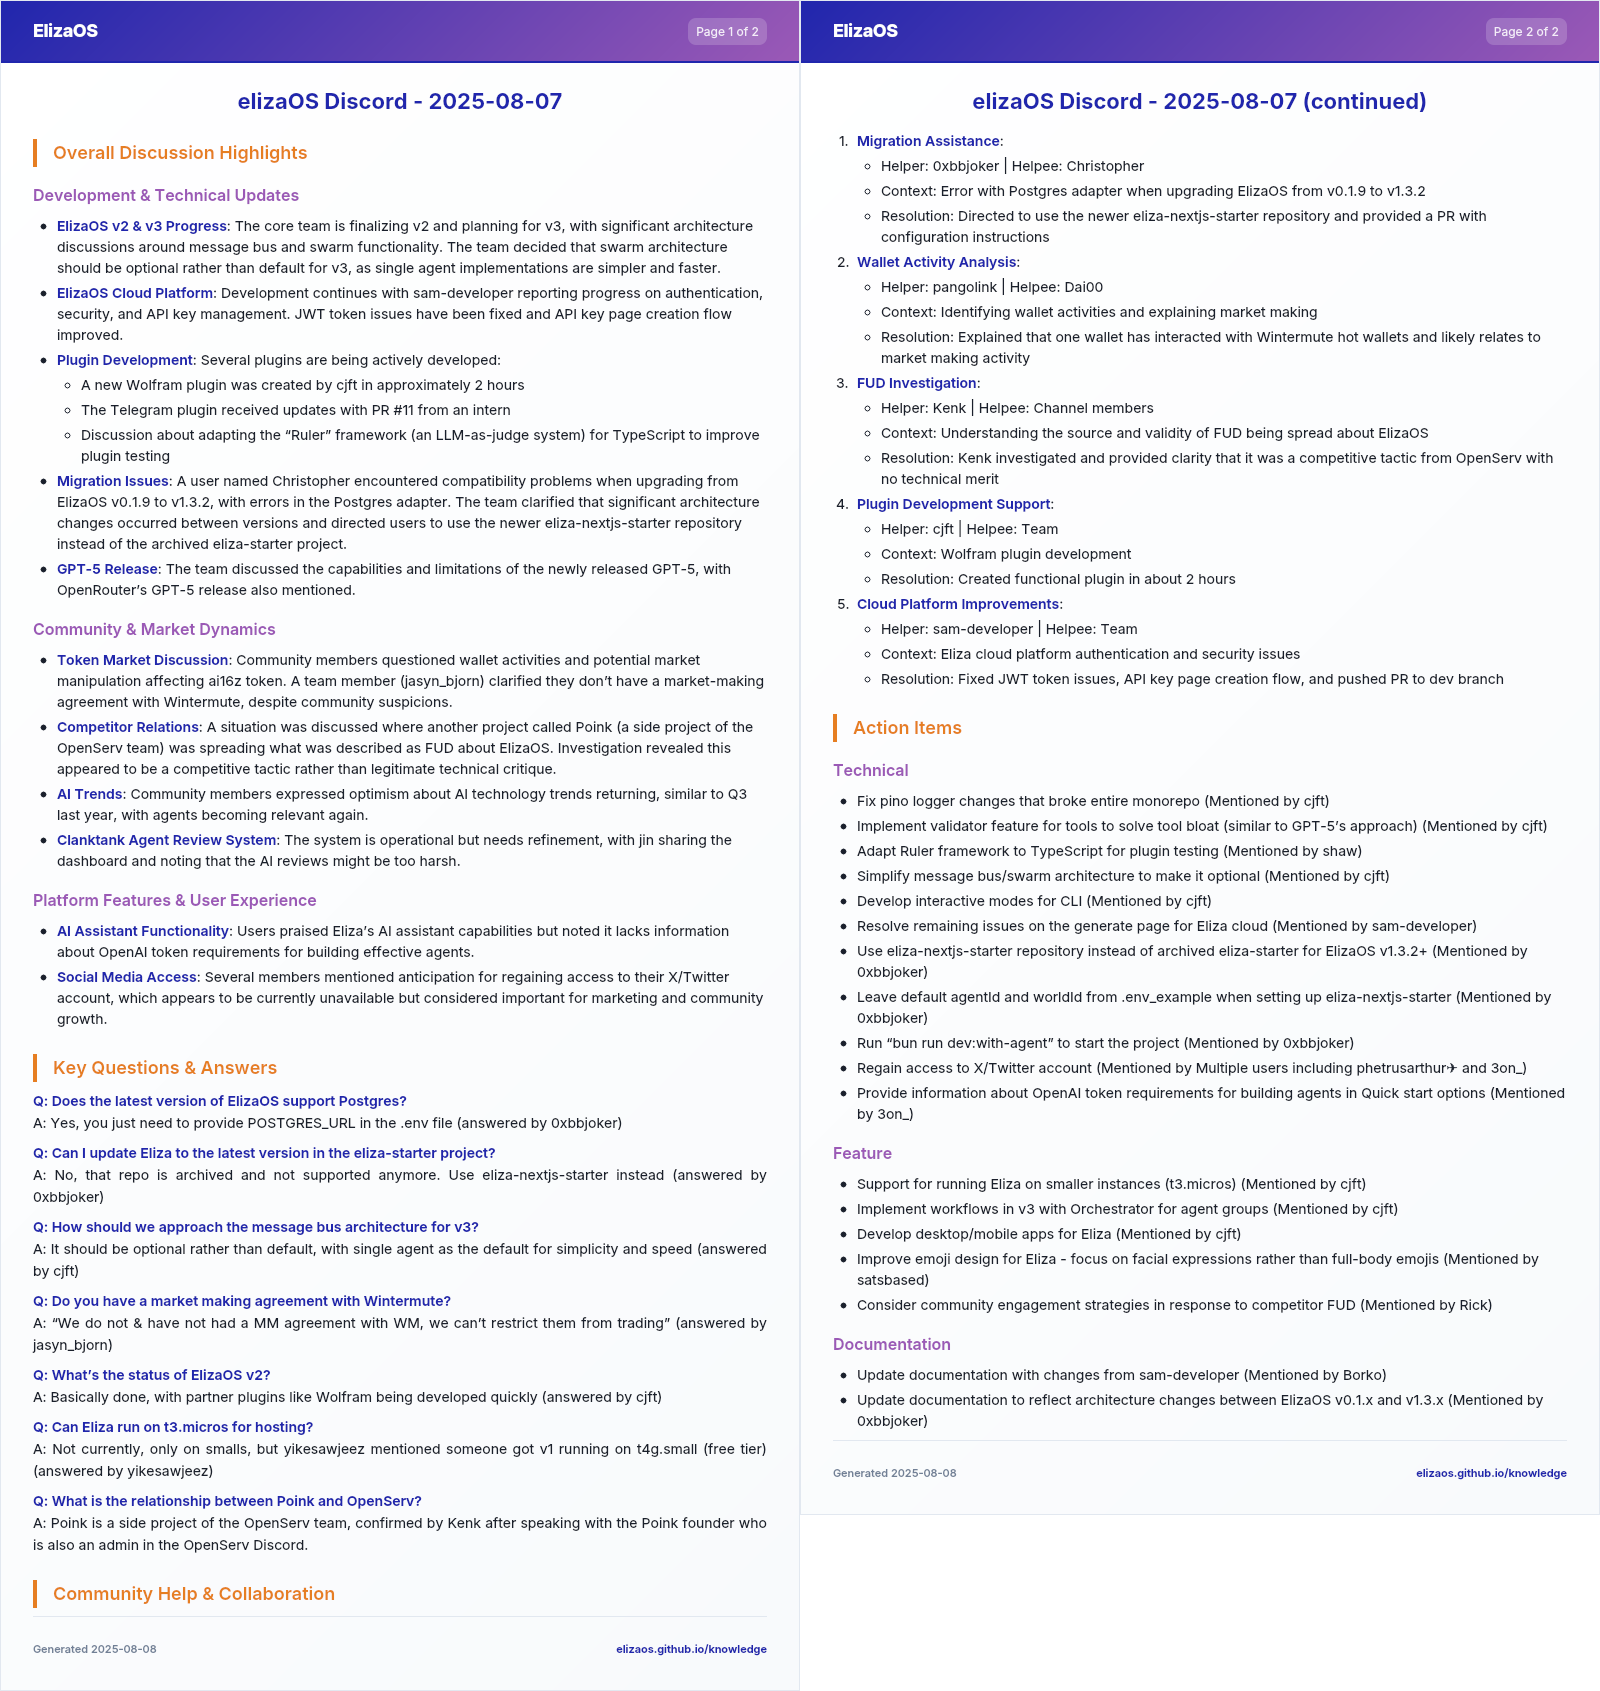 ElizaOS
Page 1 of 2
elizaOS Discord - 2025-08-07
Overall Discussion Highlights
Development & Technical Updates
• ElizaOS v2 & v3 Progress: The core team is finalizing v2 and planning for v3, with significant architecture
discussions around message bus and swarm functionality. The team decided that swarm architecture
should be optional rather than default for v3, as single agent implementations are simpler and faster.
• ElizaOS Cloud Platform: Development continues with sam-developer reporting progress on authentication,
security, and API key management. JWT token issues have been fixed and API key page creation flow
improved.
• Plugin Development: Several plugins are being actively developed:
◦ A new Wolfram plugin was created by cjft in approximately 2 hours
◦ The Telegram plugin received updates with PR #11 from an intern
◦ Discussion about adapting the “Ruler” framework (an LLM-as-judge system) for TypeScript to improve
plugin testing
• Migration Issues: A user named Christopher encountered compatibility problems when upgrading from
ElizaOS v0.1.9 to v1.3.2, with errors in the Postgres adapter. The team clarified that significant architecture
changes occurred between versions and directed users to use the newer eliza-nextjs-starter repository
instead of the archived eliza-starter project.
• GPT-5 Release: The team discussed the capabilities and limitations of the newly released GPT-5, with
OpenRouter’s GPT-5 release also mentioned.
Community & Market Dynamics
• Token Market Discussion: Community members questioned wallet activities and potential market
manipulation affecting ai16z token. A team member (jasyn_bjorn) clarified they don’t have a market-making
agreement with Wintermute, despite community suspicions.
• Competitor Relations: A situation was discussed where another project called Poink (a side project of the
OpenServ team) was spreading what was described as FUD about ElizaOS. Investigation revealed this
appeared to be a competitive tactic rather than legitimate technical critique.
• AI Trends: Community members expressed optimism about AI technology trends returning, similar to Q3
last year, with agents becoming relevant again.
• Clanktank Agent Review System: The system is operational but needs refinement, with jin sharing the
dashboard and noting that the AI reviews might be too harsh.
Platform Features & User Experience
• AI Assistant Functionality: Users praised Eliza’s AI assistant capabilities but noted it lacks information
about OpenAI token requirements for building effective agents.
• Social Media Access: Several members mentioned anticipation for regaining access to their X/Twitter
account, which appears to be currently unavailable but considered important for marketing and community
growth.
Key Questions & Answers
Q: Does the latest version of ElizaOS support Postgres?
A: Yes, you just need to provide POSTGRES_URL in the .env file (answered by 0xbbjoker)
Q: Can I update Eliza to the latest version in the eliza-starter project?
A: No, that repo is archived and not supported anymore. Use eliza-nextjs-starter instead (answered by
0xbbjoker)
Q: How should we approach the message bus architecture for v3?
A: It should be optional rather than default, with single agent as the default for simplicity and speed (answered
by cjft)
Q: Do you have a market making agreement with Wintermute?
A: “We do not & have not had a MM agreement with WM, we can’t restrict them from trading” (answered by
jasyn_bjorn)
Q: What’s the status of ElizaOS v2?
A: Basically done, with partner plugins like Wolfram being developed quickly (answered by cjft)
Q: Can Eliza run on t3.micros for hosting?
A: Not currently, only on smalls, but yikesawjeez mentioned someone got v1 running on t4g.small (free tier)
(answered by yikesawjeez)
Q: What is the relationship between Poink and OpenServ?
A: Poink is a side project of the OpenServ team, confirmed by Kenk after speaking with the Poink founder who
is also an admin in the OpenServ Discord.
Community Help & Collaboration
Generated 2025-08-08
elizaos.github.io/knowledge
ElizaOS
Page 2 of 2
elizaOS Discord - 2025-08-07 (continued)
1. Migration Assistance:
◦ Helper: 0xbbjoker | Helpee: Christopher
◦ Context: Error with Postgres adapter when upgrading ElizaOS from v0.1.9 to v1.3.2
◦ Resolution: Directed to use the newer eliza-nextjs-starter repository and provided a PR with
configuration instructions
2. Wallet Activity Analysis:
◦ Helper: pangolink | Helpee: Dai00
◦ Context: Identifying wallet activities and explaining market making
◦ Resolution: Explained that one wallet has interacted with Wintermute hot wallets and likely relates to
market making activity
3. FUD Investigation:
◦ Helper: Kenk | Helpee: Channel members
◦ Context: Understanding the source and validity of FUD being spread about ElizaOS
◦ Resolution: Kenk investigated and provided clarity that it was a competitive tactic from OpenServ with
no technical merit
4. Plugin Development Support:
◦ Helper: cjft | Helpee: Team
◦ Context: Wolfram plugin development
◦ Resolution: Created functional plugin in about 2 hours
5. Cloud Platform Improvements:
◦ Helper: sam-developer | Helpee: Team
◦ Context: Eliza cloud platform authentication and security issues
◦ Resolution: Fixed JWT token issues, API key page creation flow, and pushed PR to dev branch
Action Items
Technical
• Fix pino logger changes that broke entire monorepo (Mentioned by cjft)
• Implement validator feature for tools to solve tool bloat (similar to GPT-5’s approach) (Mentioned by cjft)
• Adapt Ruler framework to TypeScript for plugin testing (Mentioned by shaw)
• Simplify message bus/swarm architecture to make it optional (Mentioned by cjft)
• Develop interactive modes for CLI (Mentioned by cjft)
• Resolve remaining issues on the generate page for Eliza cloud (Mentioned by sam-developer)
• Use eliza-nextjs-starter repository instead of archived eliza-starter for ElizaOS v1.3.2+ (Mentioned by
0xbbjoker)
• Leave default agentId and worldId from .env_example when setting up eliza-nextjs-starter (Mentioned by
0xbbjoker)
• Run “bun run dev:with-agent” to start the project (Mentioned by 0xbbjoker)
• Regain access to X/Twitter account (Mentioned by Multiple users including phetrusarthur✈ and 3on_)
• Provide information about OpenAI token requirements for building agents in Quick start options (Mentioned
by 3on_)
Feature
• Support for running Eliza on smaller instances (t3.micros) (Mentioned by cjft)
• Implement workflows in v3 with Orchestrator for agent groups (Mentioned by cjft)
• Develop desktop/mobile apps for Eliza (Mentioned by cjft)
• Improve emoji design for Eliza - focus on facial expressions rather than full-body emojis (Mentioned by
satsbased)
• Consider community engagement strategies in response to competitor FUD (Mentioned by Rick)
Documentation
• Update documentation with changes from sam-developer (Mentioned by Borko)
• Update documentation to reflect architecture changes between ElizaOS v0.1.x and v1.3.x (Mentioned by
0xbbjoker)
Generated 2025-08-08
elizaos.github.io/knowledge